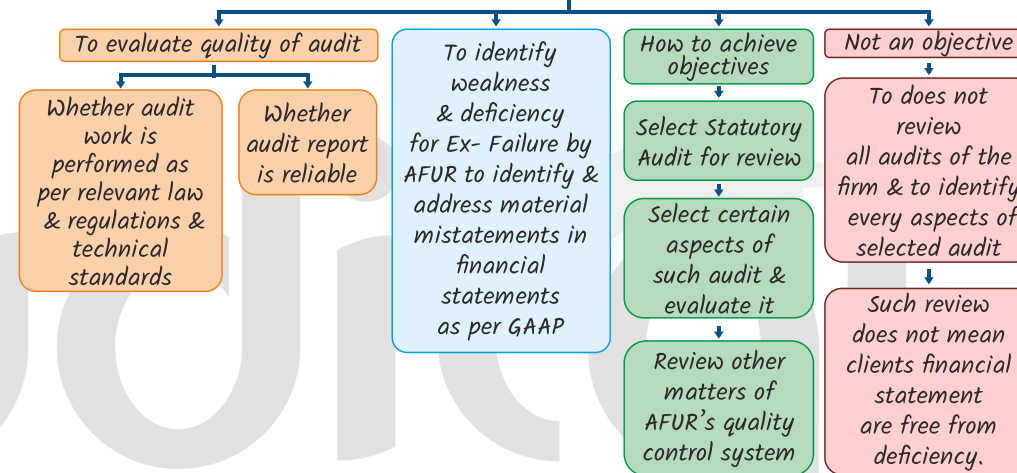 To evaluate quality of audit
Whether audit
work is
performed as
per relevant law
& regulations &
technical
standards
Whether
audit report
is reliable
To identify
weakness
& deficiency
for Ex- Failure by
AFUR to identify &
address material
mistatements in
financial
statements
as per GAAP
How to achieve
objectives
Select Statutory
Audit for review
Select certain
aspects of
such audit &
evaluate it
Review other
matters of
AFUR's quality
control system
Not an objective
To does not
review
all audits of the
firm & to identify
every aspects of
selected audit
Such review
does not mean
clients financial
statement
are free from
deficiency.